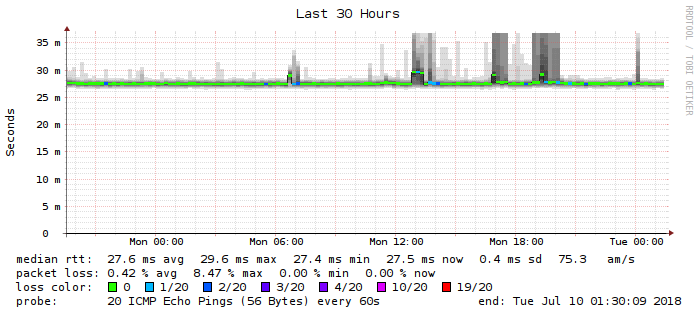 Last 30 Hours
RRDTOOL / TOBI OETIKER
Seconds
35 m
30 m
25 m
20 m
15 m
10 m
5 m
0
Mon 00:00 Mon 06:00 Mon 12:00 Mon 18:00 Tue 00:00
median rtt: 27.6 ms avg 29.6 ms max 27.4 ms min 27.5 ms now 0.4 ms sd 75.3 am/s
packet loss: 0.42 % avg 8.47 % max 0.00 % min 0.00 % now
loss color: 0 1/20 2/20 3/20 4/20 10/20 19/20
probe: 20 ICMP Echo Pings (56 Bytes) every 60s end: Tue Jul 10 01:30:09 2018